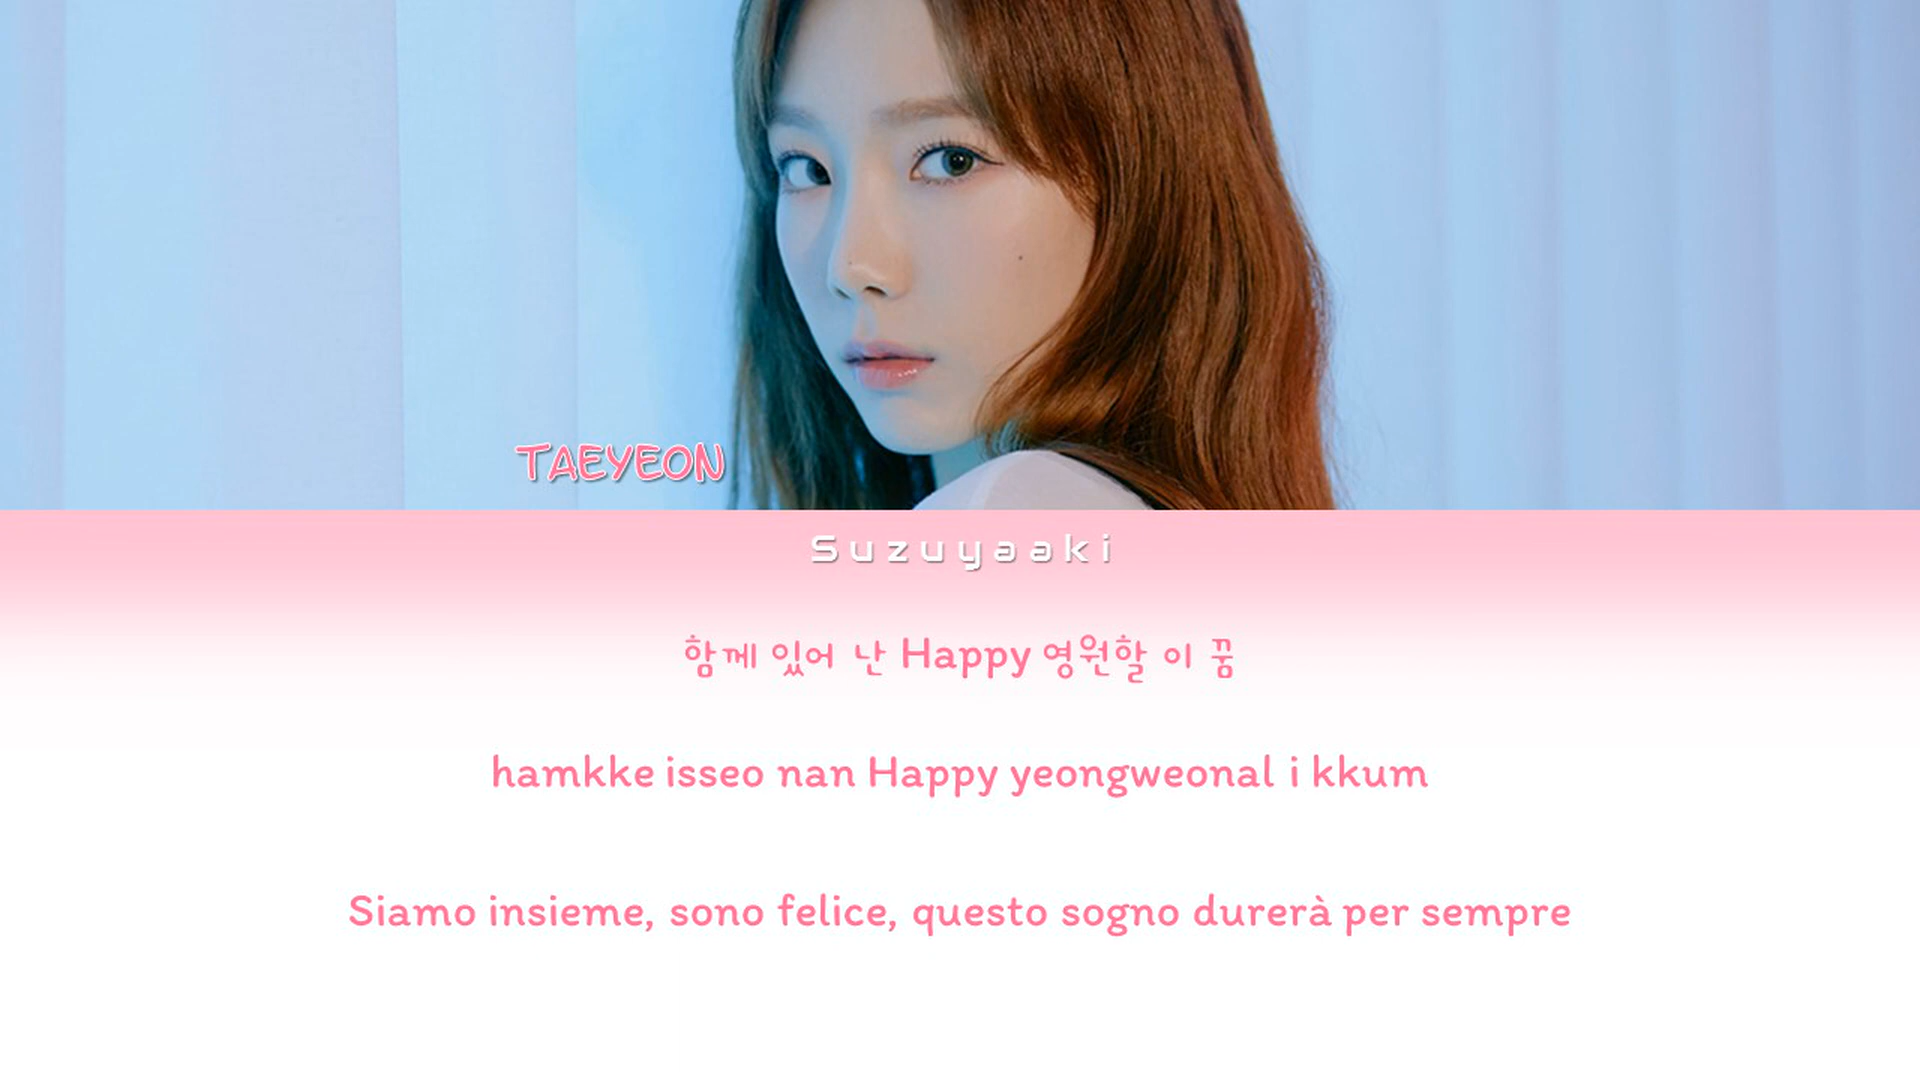 TAEYEON
Suzuyaaki
함께 있어 난 Happy 영원할 이 꿈
hamkke isseo nan Happy yeongweonal i kkum
Siamo insieme, sono felice, questo sogno durerà per sempre